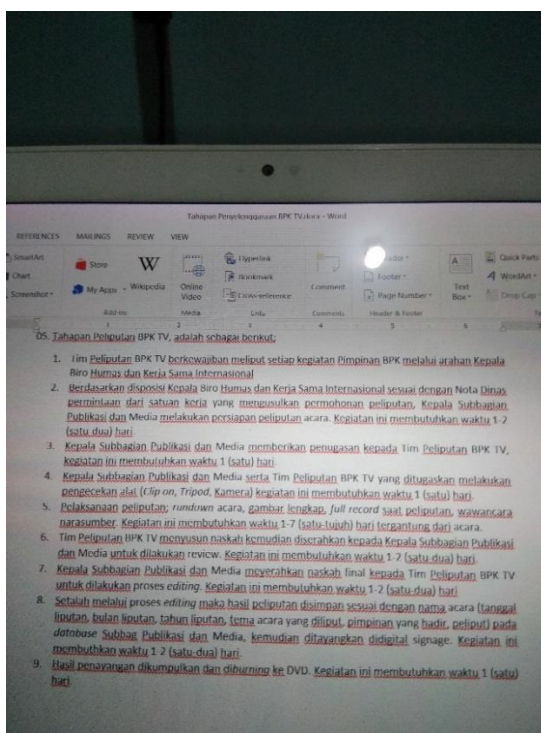 Tahapan Penyelenggaraan BPK TV.docx - Word
REFERENCES MAILINGS REVIEW VIEW
SmartArt
Chart
Screenshot
Store
My Apps
Wikipedia
Online Video
Hyperlink
Bookmark
Cross-reference
Comment
Footer
Page Number
Text Box
Quick Parts
WordArt
Drop Cap
Add-ins Media Links Comments Header & Footer
05. Tahapan Peliputan BPK TV, adalah sebagai berikut;
1. Tim Peliputan BPK TV berkewajiban meliput setiap kegiatan Pimpinan BPK melalui arahan Kepala
Biro Humas dan Kerja Sama Internasional
2. Berdasarkan disposisi Kepala Biro Humas dan Kerja Sama Internasional sesuai dengan Nota Dinas
permintaan dari satuan kerja yang mengusulkan permohonan peliputan, Kepala Subbagian
Publikasi dan Media melakukan persiapan peliputan acara. Kegiatan ini membutuhkan waktu 1-2
(satu-dua) hari.
3. Kepala Subbagian Publikasi dan Media memberikan penugasan kepada Tim Peliputan BPK TV,
kegiatan ini membutuhkan waktu 1 (satu) hari.
4. Kepala Subbagian Publikasi dan Media serta Tim Peliputan BPK TV yang ditugaskan melakukan
pengecekan alat (Clip on, Tripod, Kamera) kegiatan ini membutuhkan waktu 1 (satu) hari.
5. Pelaksanaan peliputan; rundown acara, gambar lengkap, full record saat peliputan, wawancara
narasumber. Kegiatan ini membutuhkan waktu 1-7 (satu-tujuh) hari tergantung dari acara.
6. Tim Peliputan BPK TV menyusun naskah kemudian diserahkan kepada Kepala Subbagian Publikasi
dan Media untuk dilakukan review. Kegiatan ini membutuhkan waktu 1-2 (satu-dua) hari.
7. Kepala Subbagian Publikasi dan Media meyerahkan naskah final kepada Tim Peliputan BPK TV
untuk dilakukan proses editing. Kegiatan ini membutuhkan waktu 1-2 (satu-dua) hari
8. Setalah melalui proses editing maka hasil peliputan disimpan sesuai dengan nama acara (tanggal
liputan, bulan liputan, tahun liputan, tema acara yang diliput, pimpinan yang hadir, peliput) pada
database Subbag Publikasi dan Media, kemudian ditayangkan didigital signage. Kegiatan ini
membuthkan waktu 1-2 (satu-dua) hari.
9. Hasil penayangan dikumpulkan dan diburning ke DVD. Kegiatan ini membutuhkan waktu 1 (satu)
hari.